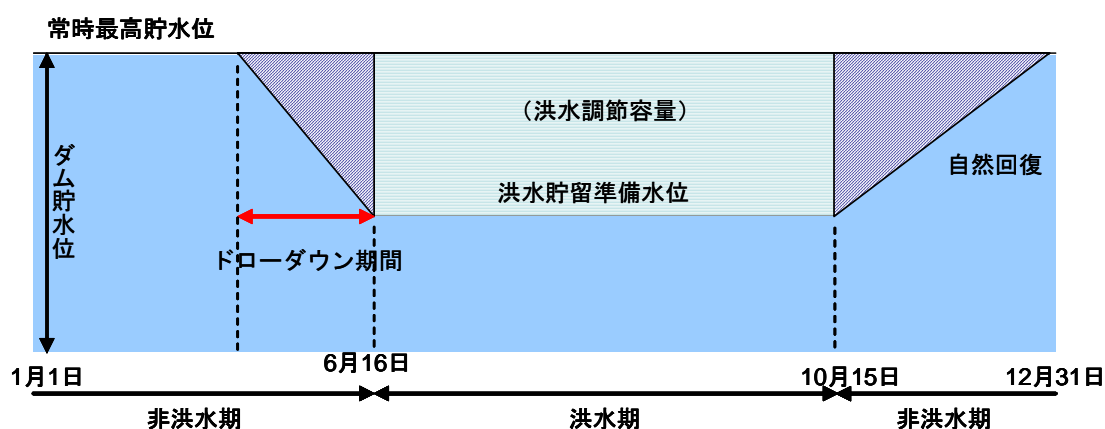 常時最高貯水位
ダム貯水位
（洪水調節容量）
洪水貯留準備水位
自然回復
ドローダウン期間
1月1日
6月16日
10月15日
12月31日
非洪水期
洪水期
非洪水期